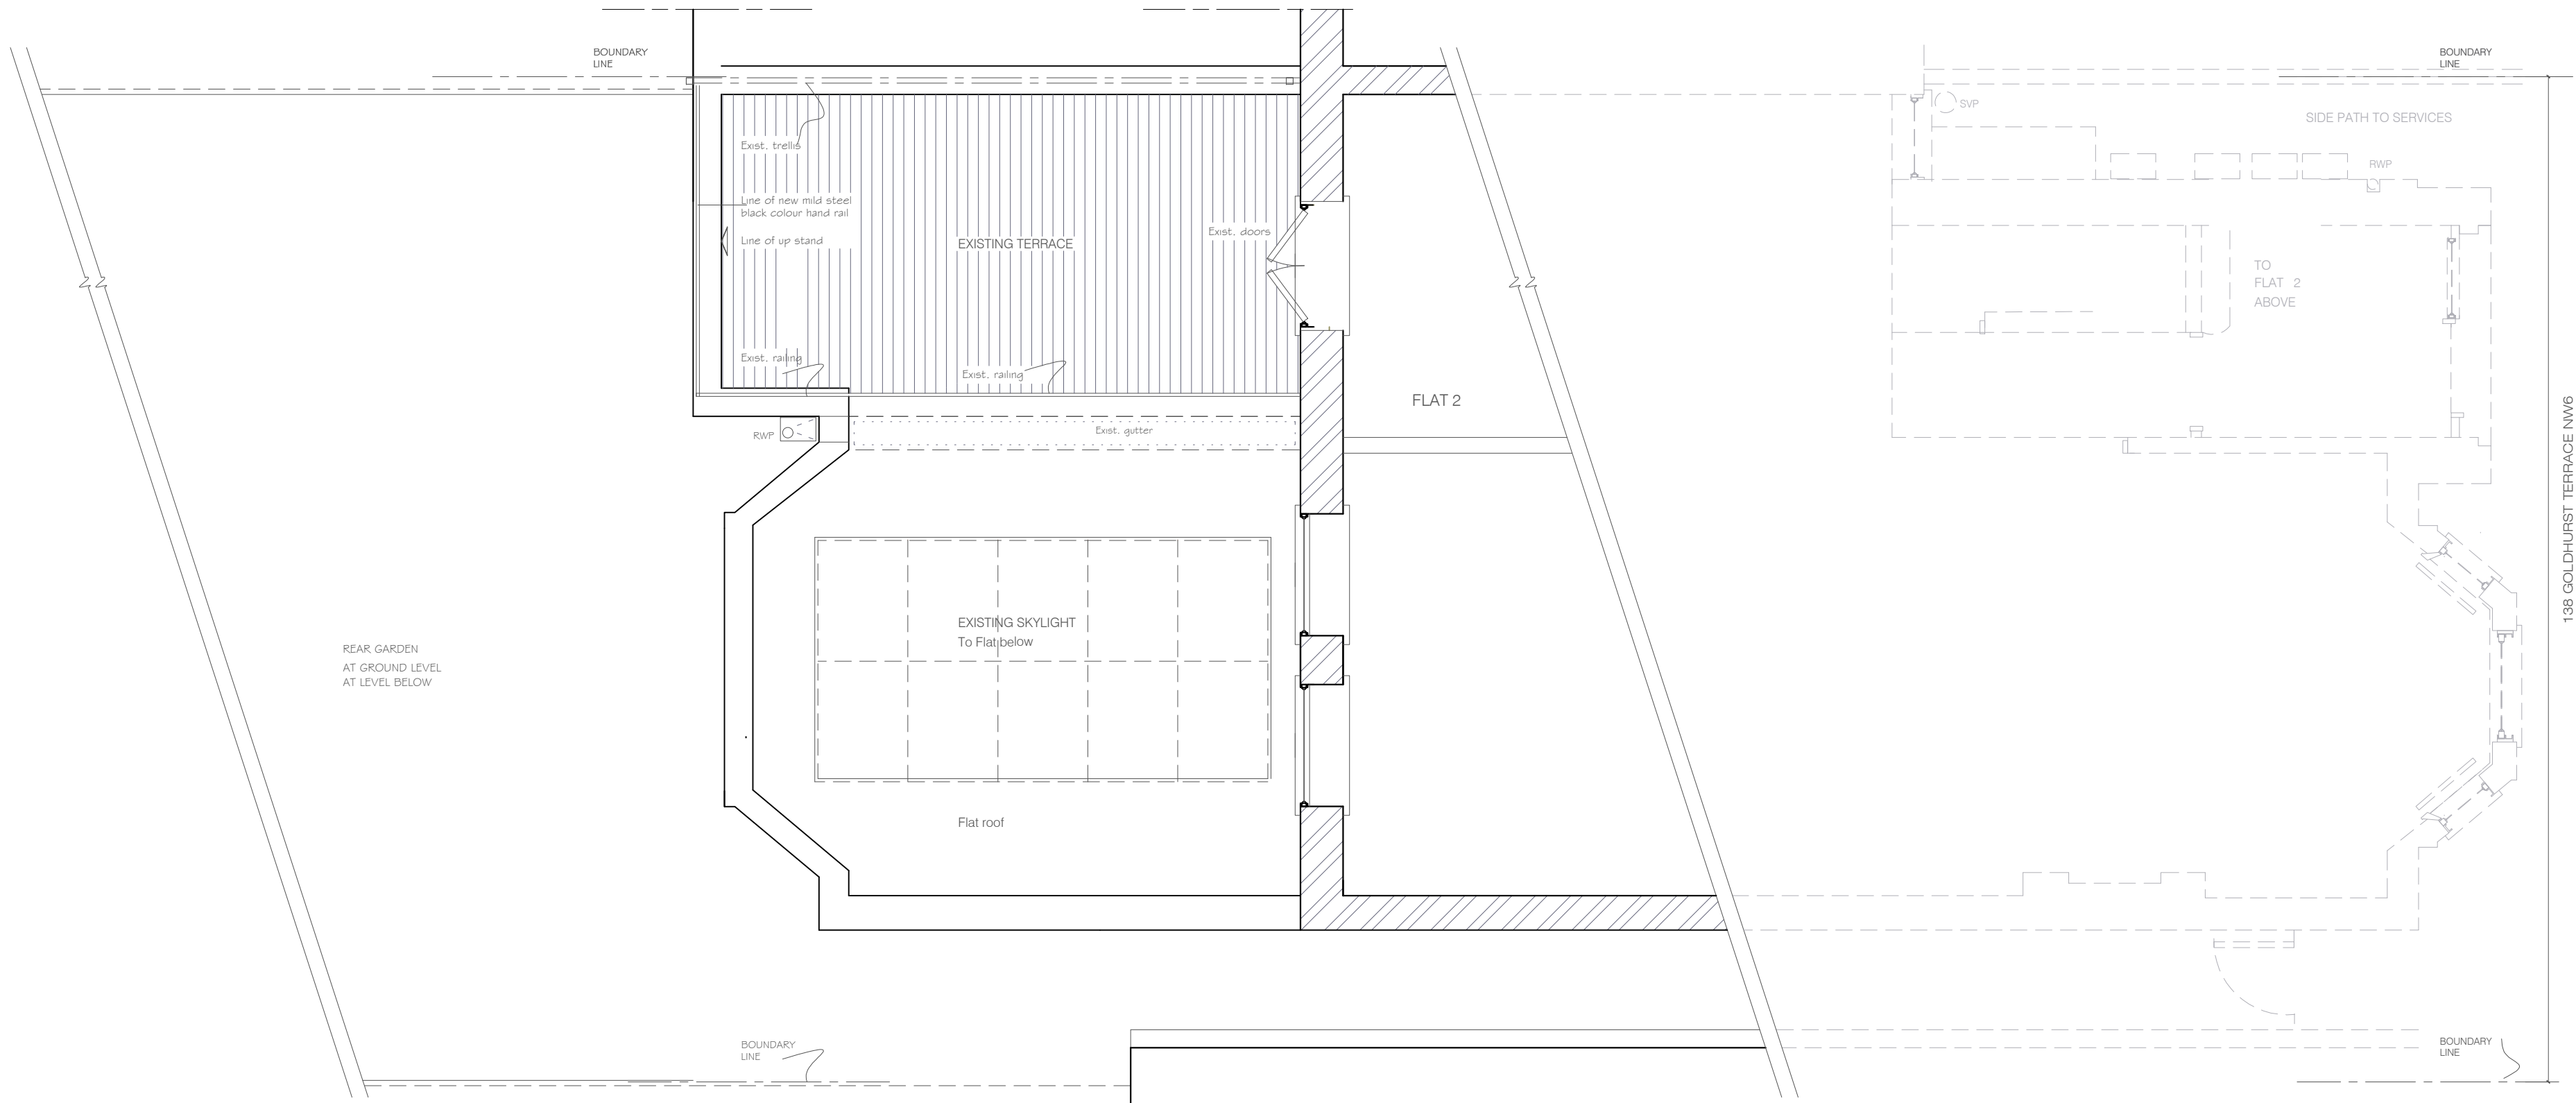 BOUNDARY
LINE
BOUNDARY
LINE
SVP
SIDE PATH TO SERVICES
Exist. trellis
RWP
Line of new mild steel
black colour hand rail
Line of up stand
EXISTING TERRACE
Exist. doors
TO
FLAT 2
ABOVE
Exist. railing
Exist. railing
FLAT 2
RWP
Exist. gutter
138 GOLDHURST TERRACE NW6
EXISTING SKYLIGHT
To Flat below
REAR GARDEN
AT GROUND LEVEL
AT LEVEL BELOW
Flat roof
BOUNDARY
LINE
BOUNDARY
LINE